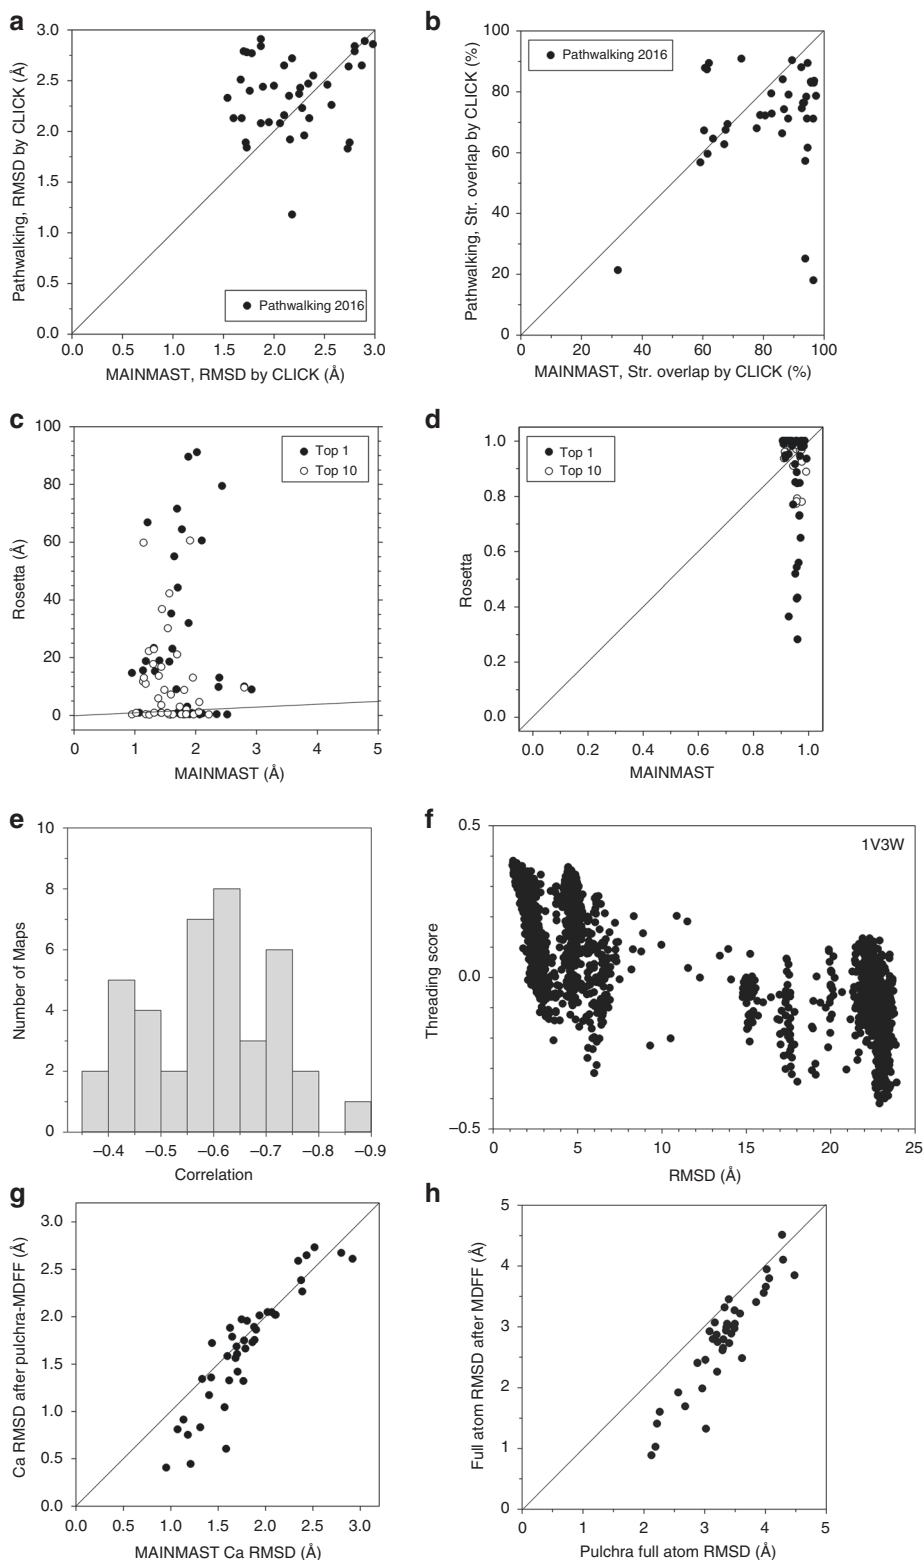 a
3.0
2.5
2.0
1.5
1.0
0.5
0.0
Pathwalking, RMSD by CLICK (Å)
Pathwalking 2016
0.0 0.5 1.0 1.5 2.0 2.5 3.0
MAINMAST, RMSD by CLICK (Å)
b
100
80
60
40
20
0
Pathwalking, Str. overlap by CLICK (%)
Pathwalking 2016
0 20 40 60 80 100
MAINMAST, Str. overlap by CLICK (%)
c
100
80
60
40
20
0
Rosetta (Å)
Top 1
Top 10
0 1 2 3 4 5
MAINMAST (Å)
d
1.0
0.8
0.6
0.4
0.2
0.0
Rosetta
Top 1
Top 10
0.0 0.2 0.4 0.6 0.8 1.0
MAINMAST
e
10
8
6
4
2
0
Number of Maps
–0.4 –0.5 –0.6 –0.7 –0.8 –0.9
Correlation
f
0.5
0.0
–0.5
Threading score
1V3W
0 5 10 15 20 25
RMSD (Å)
g
3.0
2.5
2.0
1.5
1.0
0.5
0.0
Ca RMSD after pulchra-MDFF (Å)
0.0 0.5 1.0 1.5 2.0 2.5 3.0
MAINMAST Ca RMSD (Å)
h
5
4
3
2
1
0
Full atom RMSD after MDFF (Å)
0 1 2 3 4 5
Pulchra full atom RMSD (Å)